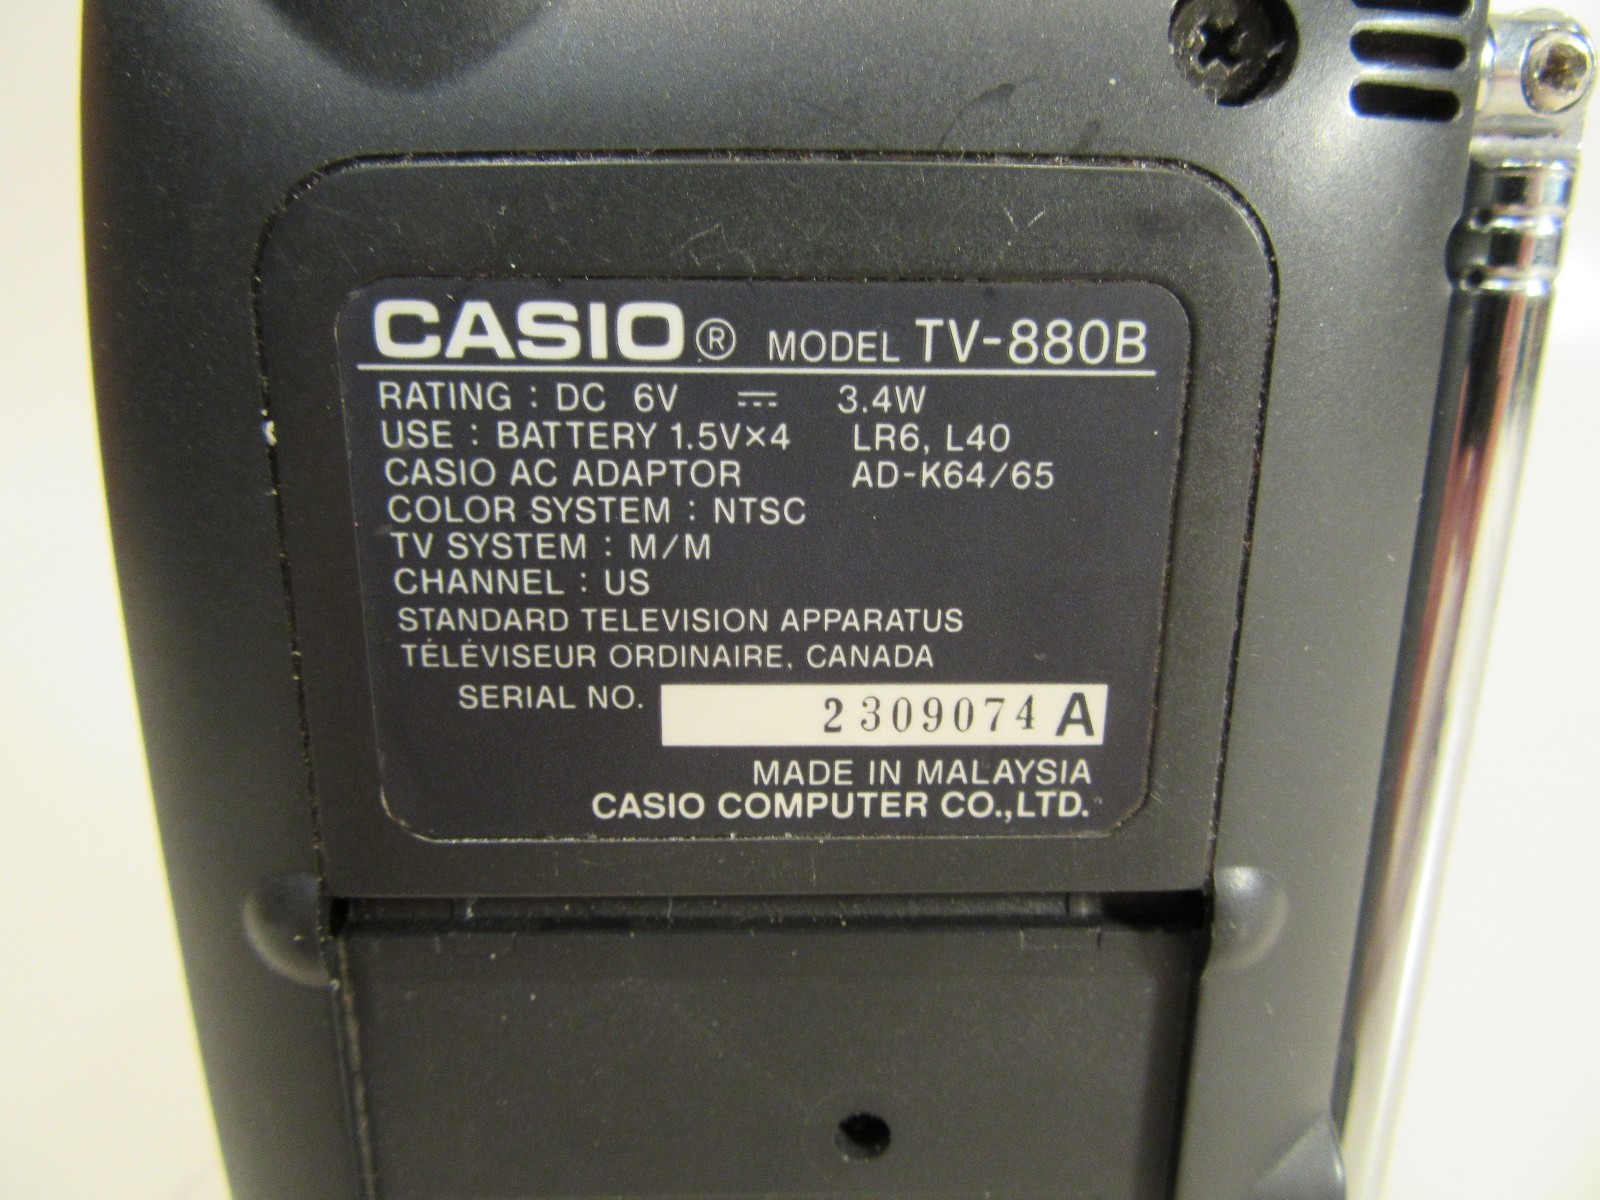 CASIO® MODEL TV-880B
RATING : DC 6V ⎓ 3.4W
USE : BATTERY 1.5V×4 LR6, L40
CASIO AC ADAPTOR AD-K64/65
COLOR SYSTEM : NTSC
TV SYSTEM : M/M
CHANNEL : US
STANDARD TELEVISION APPARATUS
TÉLÉVISEUR ORDINAIRE, CANADA
SERIAL NO. 2309074 A
MADE IN MALAYSIA
CASIO COMPUTER CO.,LTD.